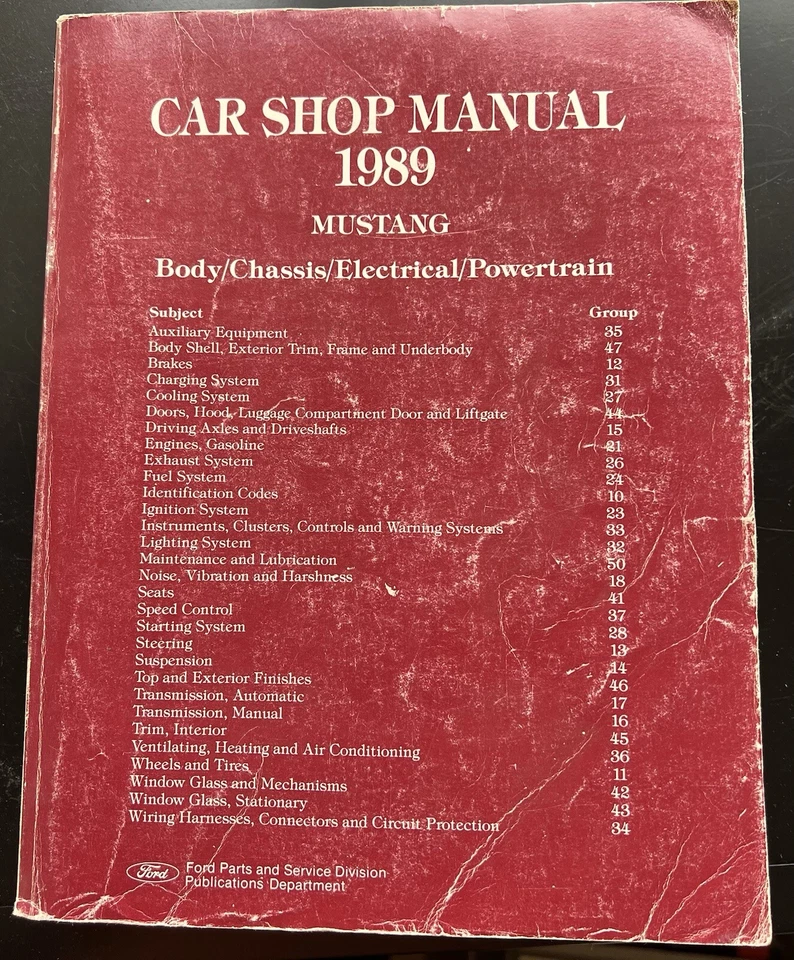 CAR SHOP MANUAL
1989
MUSTANG
Body/Chassis/Electrical/Powertrain
Subject Group
Auxiliary Equipment 35
Body Shell, Exterior Trim, Frame and Underbody 47
Brakes 12
Charging System 31
Cooling System 27
Doors, Hood, Luggage Compartment Door and Liftgate 44
Driving Axles and Driveshafts 15
Engines, Gasoline 21
Exhaust System 26
Fuel System 24
Identification Codes 10
Ignition System 23
Instruments, Clusters, Controls and Warning Systems 33
Lighting System 32
Maintenance and Lubrication 50
Noise, Vibration and Harshness 18
Seats 41
Speed Control 37
Starting System 28
Steering 13
Suspension 14
Top and Exterior Finishes 46
Transmission, Automatic 17
Transmission, Manual 16
Trim, Interior 45
Ventilating, Heating and Air Conditioning 36
Wheels and Tires 11
Window Glass and Mechanisms 42
Window Glass, Stationary 43
Wiring Harnesses, Connectors and Circuit Protection 34
Ford Ford Parts and Service Division
Publications Department